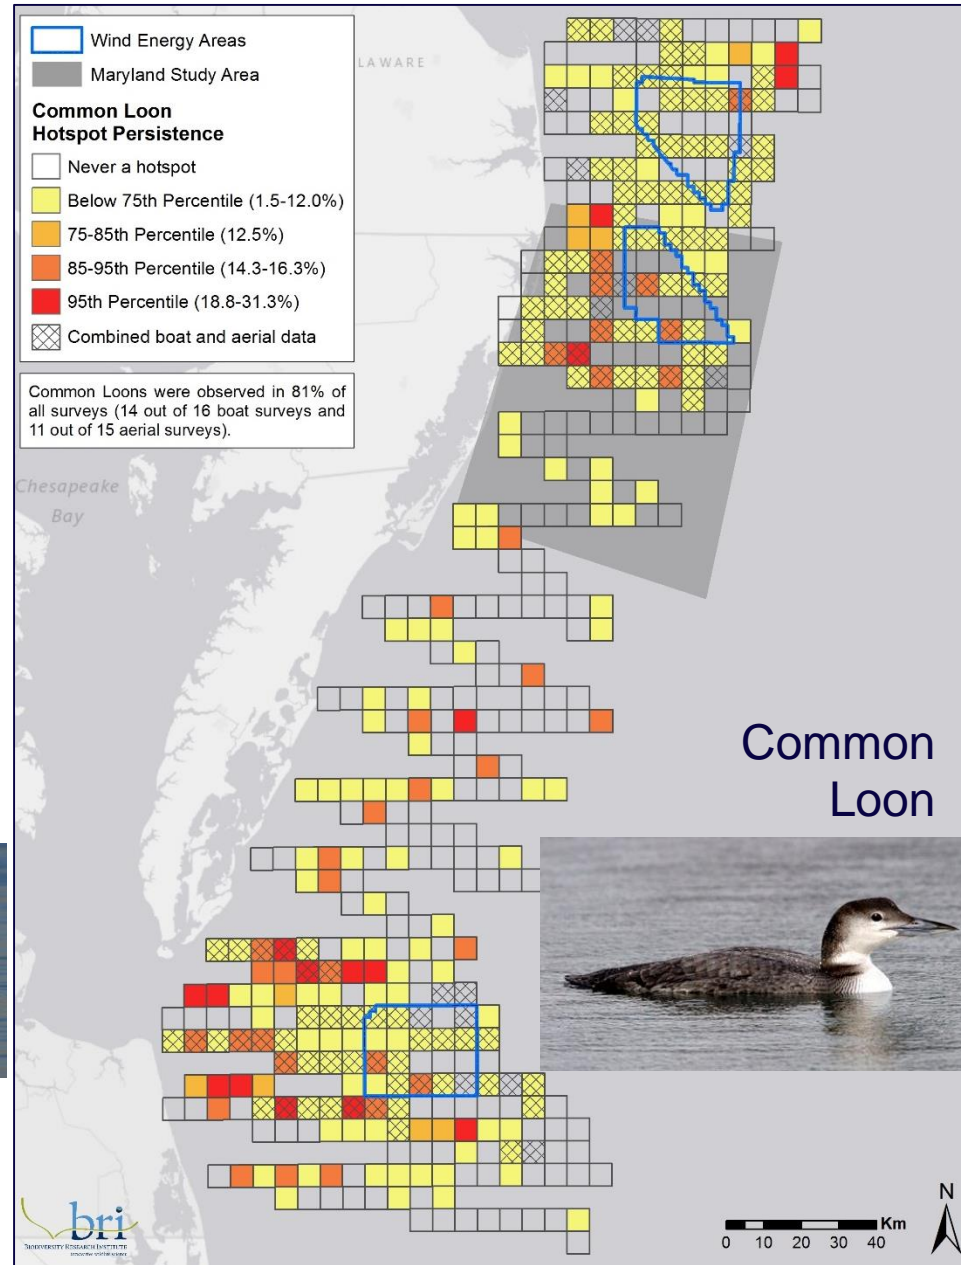 Wind Energy Areas
Maryland Study Area
Common Loon
Hotspot Persistence
Never a hotspot
Below 75th Percentile (1.5-12.0%)
75-85th Percentile (12.5%)
85-95th Percentile (14.3-16.3%)
95th Percentile (18.8-31.3%)
Combined boat and aerial data
Common Loons were observed in 81% of
all surveys (14 out of 16 boat surveys and
11 out of 15 aerial surveys).
LAWARE
Chesapeake
Bay
Common
Loon
bri
BIODIVERSITY RESEARCH INSTITUTE
N
Km
0 10 20 30 40